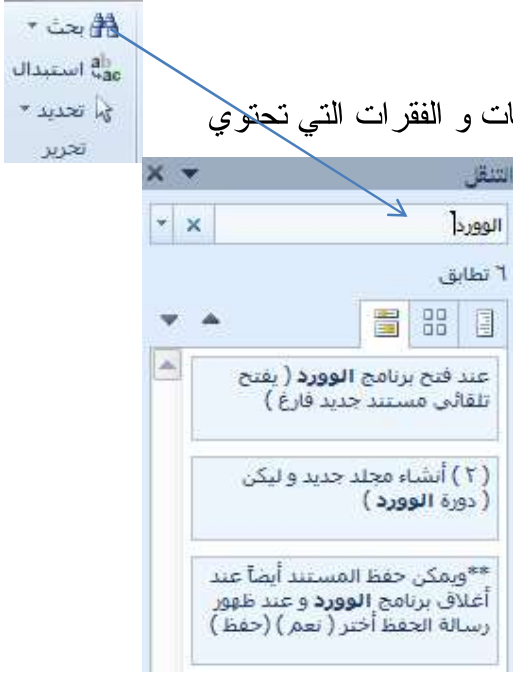 بحث
استبدال
تحديد
تحرير
و الفقرات التي تحتوي
التنقل
الوورد
٦ تطابق
عند فتح برنامج الوورد ( يفتح
تلقائي مستند جديد فارغ )
( ٢ ) أنشاء مجلد جديد و ليكن
( دورة الوورد )
**ويمكن حفظ المستند أيضاً عند
أغلاق برنامج الوورد و عند ظهور
رسالة الحفظ أختر ( نعم ) (حفظ )